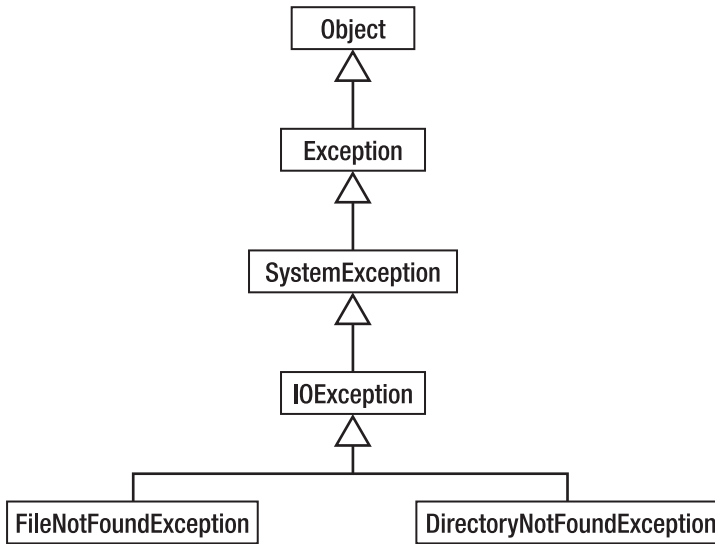 Object
Exception
SystemException
IOException
FileNotFoundException
DirectoryNotFoundException